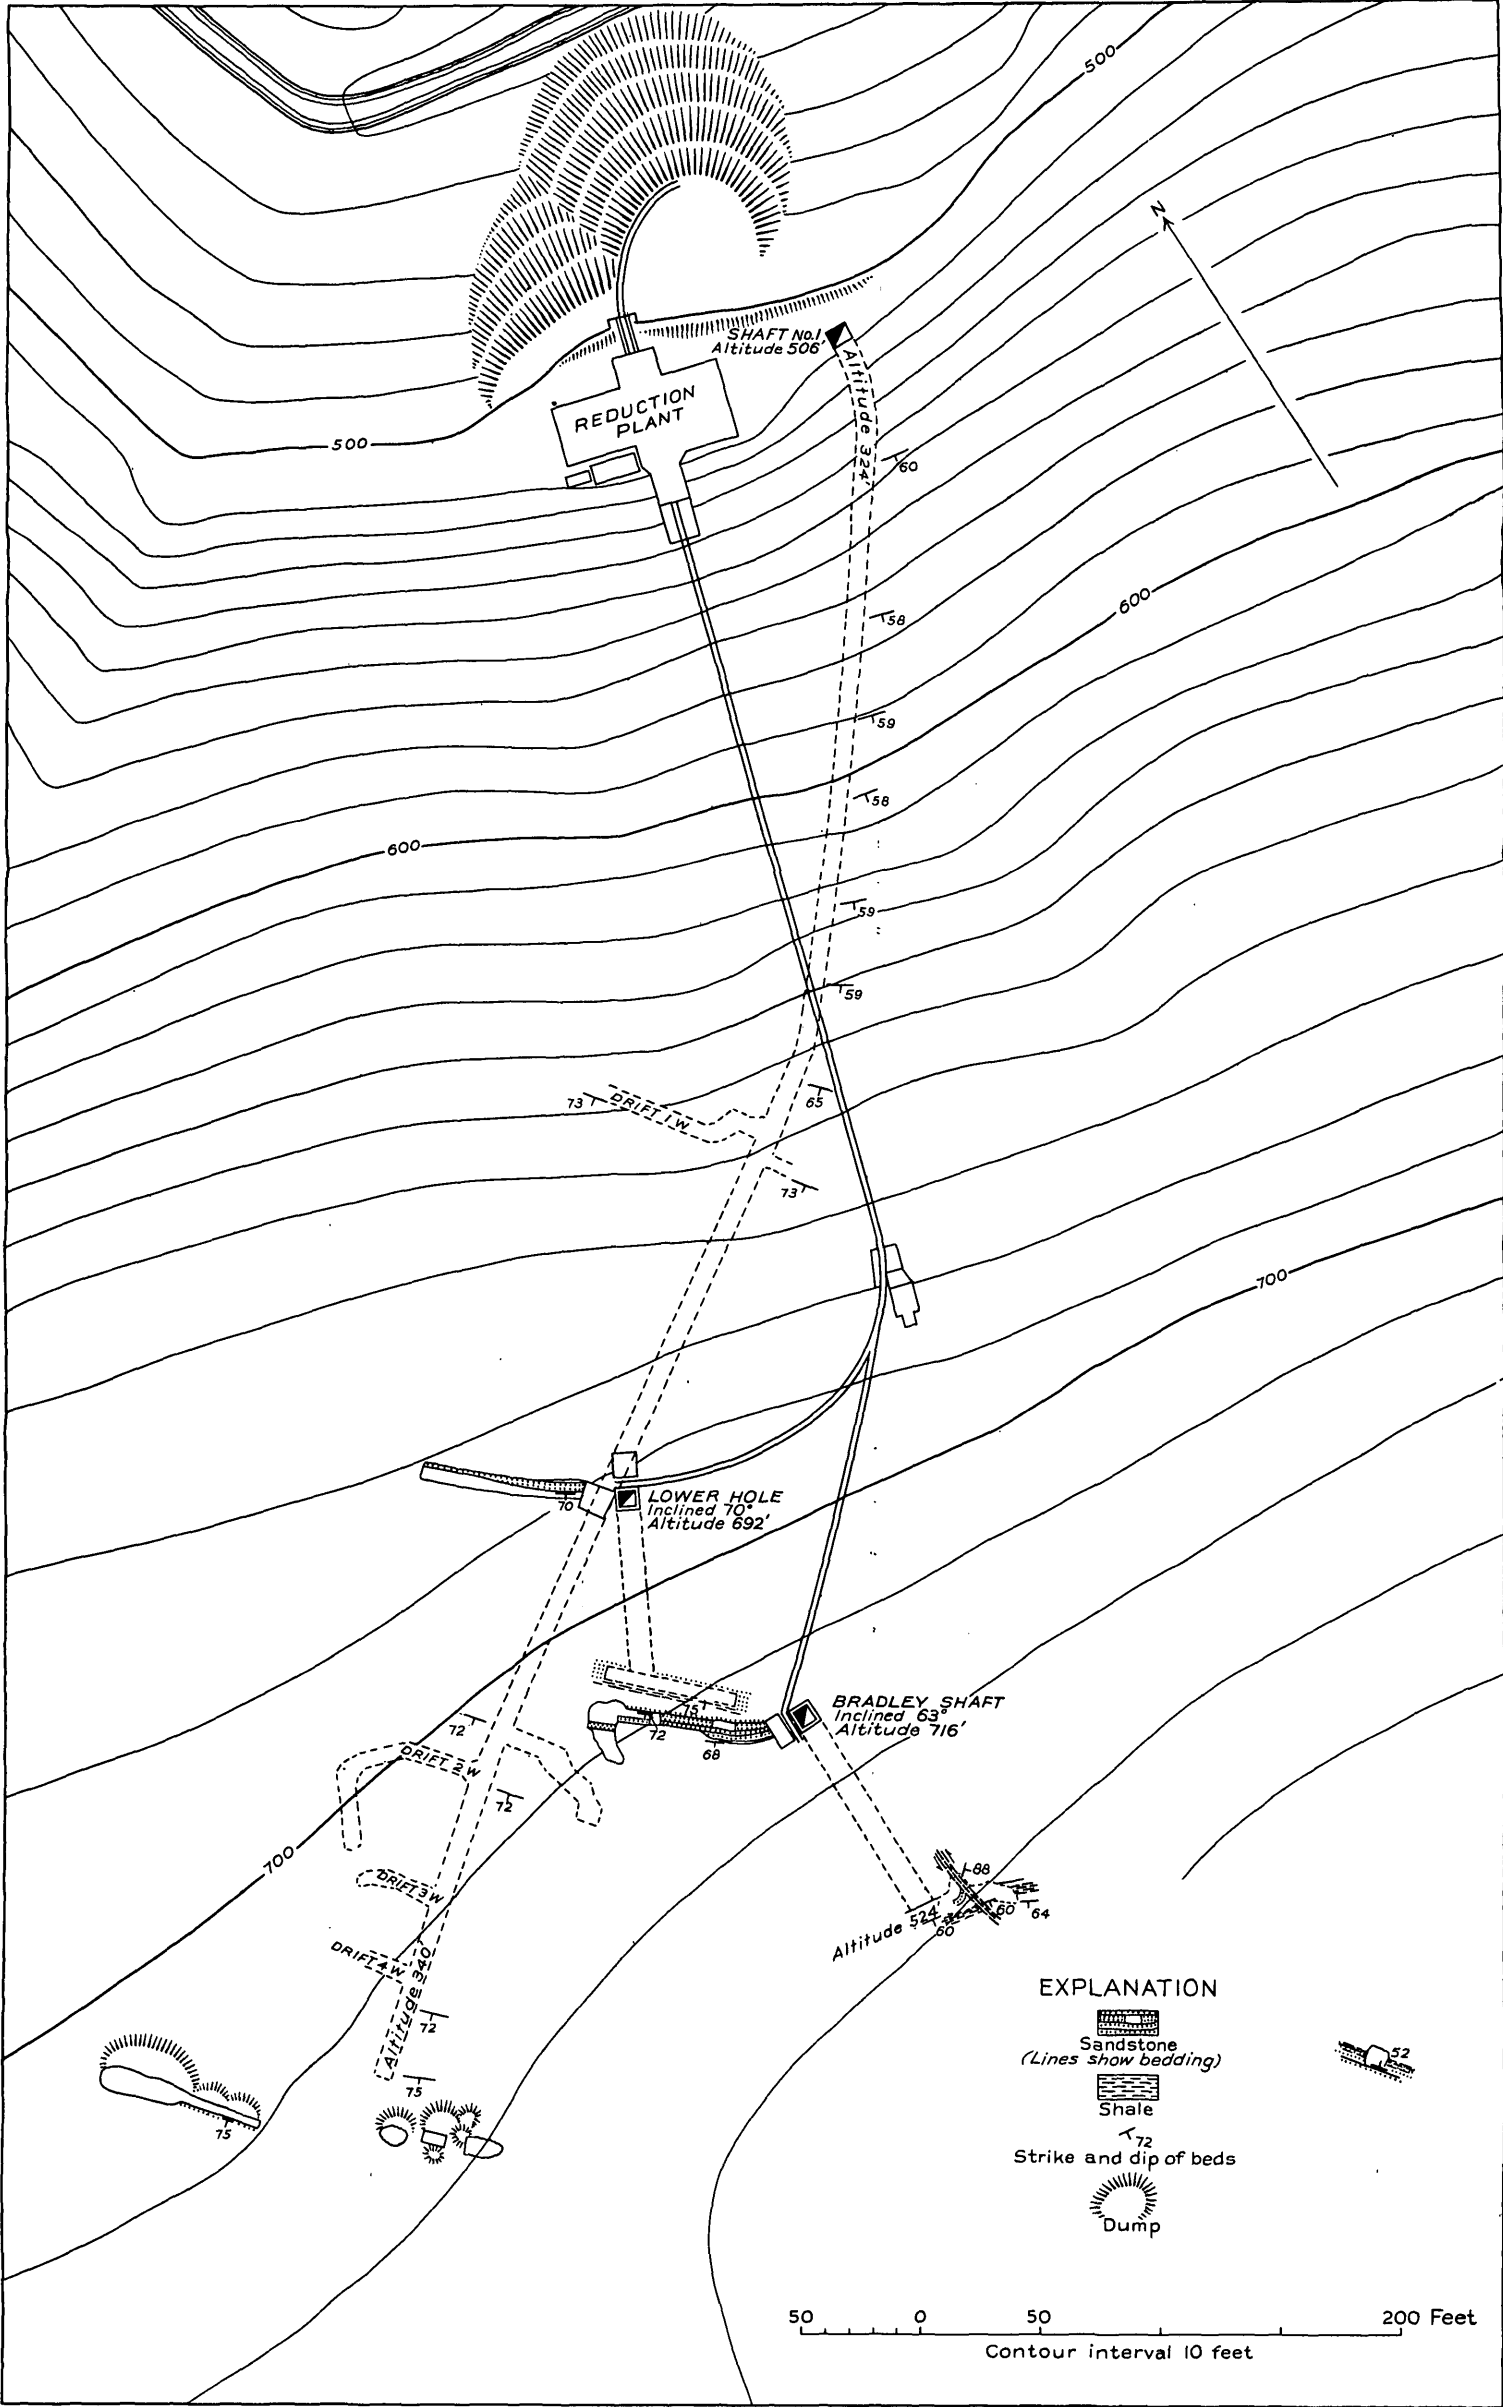 500
N
SHAFT No.1
Altitude 506'
Altitude 324'
REDUCTION
PLANT
500
60
58
600
59
58
600
59
59
73
DRIFT 1 W
65
73
700
70
LOWER HOLE
Inclined 70°
Altitude 692'
75
BRADLEY SHAFT
Inclined 63°
Altitude 716'
72
72
68
DRIFT 2 W
72
700
88
DRIFT 3 W
60
64
Altitude 524'
60
DRIFT 4 W
Altitude 340'
72
75
75
EXPLANATION
Sandstone
(Lines show bedding)
52
Shale
72
Strike and dip of beds
Dump
50 0 50 200 Feet
Contour interval 10 feet